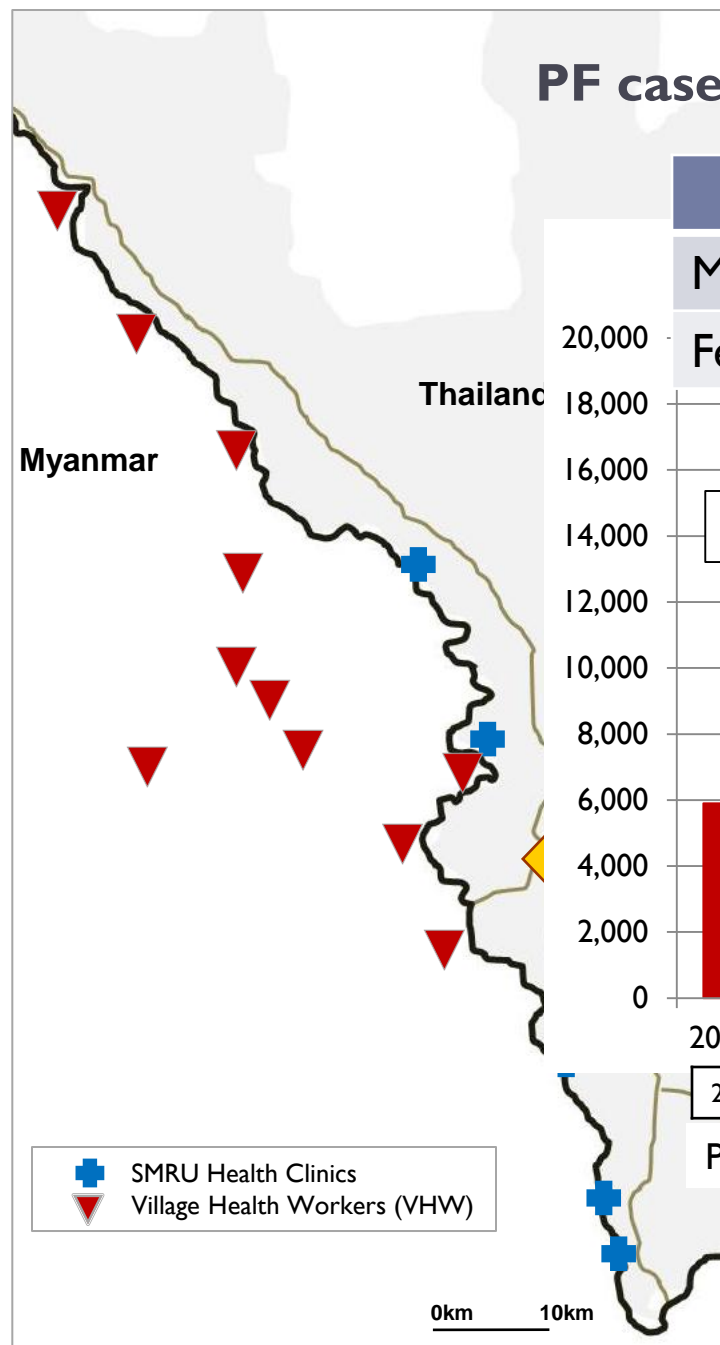 PF case
M
Fe
20,000
Thailand
18,000
Myanmar
16,000
14,000
12,000
10,000
8,000
6,000
4,000
2,000
0
20
2
P
SMRU Health Clinics
Village Health Workers (VHW)
0km 10km